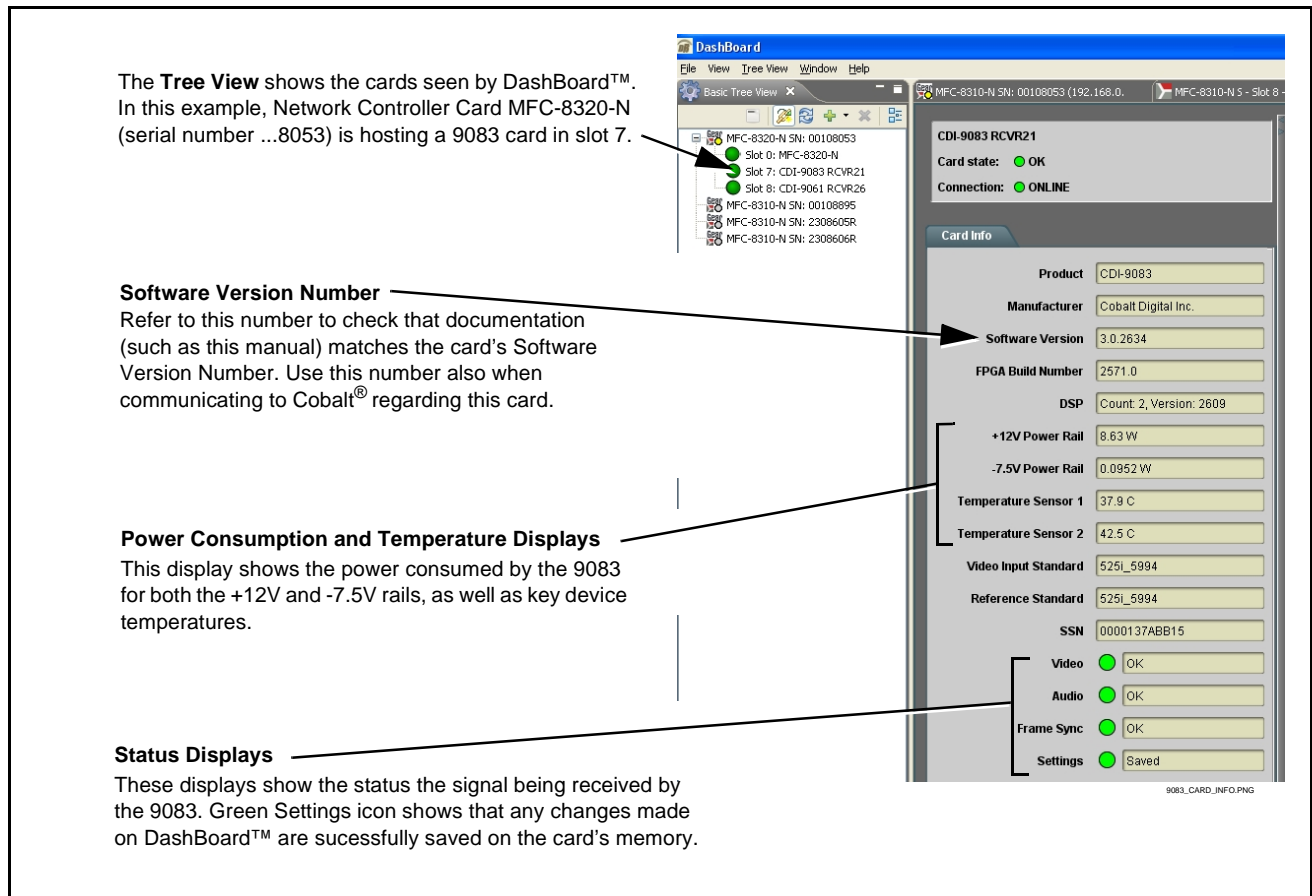 The Tree View shows the cards seen by DashBoard™.
In this example, Network Controller Card MFC-8320-N
(serial number ...8053) is hosting a 9083 card in slot 7.
Software Version Number
Refer to this number to check that documentation
(such as this manual) matches the card's Software
Version Number. Use this number also when
communicating to Cobalt® regarding this card.
Power Consumption and Temperature Displays
This display shows the power consumed by the 9083
for both the +12V and -7.5V rails, as well as key device
temperatures.
Status Displays
These displays show the status the signal being received by
the 9083. Green Settings icon shows that any changes made
on DashBoard™ are sucessfully saved on the card's memory.
DashBoard
File View Tree View Window Help
Basic Tree View
MFC-8320-N SN: 00108053
Slot 0: MFC-8320-N
Slot 7: CDI-9083 RCVR21
Slot 8: CDI-9061 RCVR26
MFC-8310-N SN: 00108895
MFC-8310-N SN: 2308605R
MFC-8310-N SN: 2308606R
MFC-8310-N SN: 00108053 (192.168.0.
MFC-8310-N S - Slot 8 -
CDI-9083 RCVR21
Card state: OK
Connection: ONLINE
Card Info
Product CDI-9083
Manufacturer Cobalt Digital Inc.
Software Version 3.0.2634
FPGA Build Number 2571.0
DSP Count: 2, Version: 2609
+12V Power Rail 8.63 W
-7.5V Power Rail 0.0952 W
Temperature Sensor 1 37.9 C
Temperature Sensor 2 42.5 C
Video Input Standard 525i_5994
Reference Standard 525i_5994
SSN 0000137ABB15
Video OK
Audio OK
Frame Sync OK
Settings Saved
9083_CARD_INFO.PNG